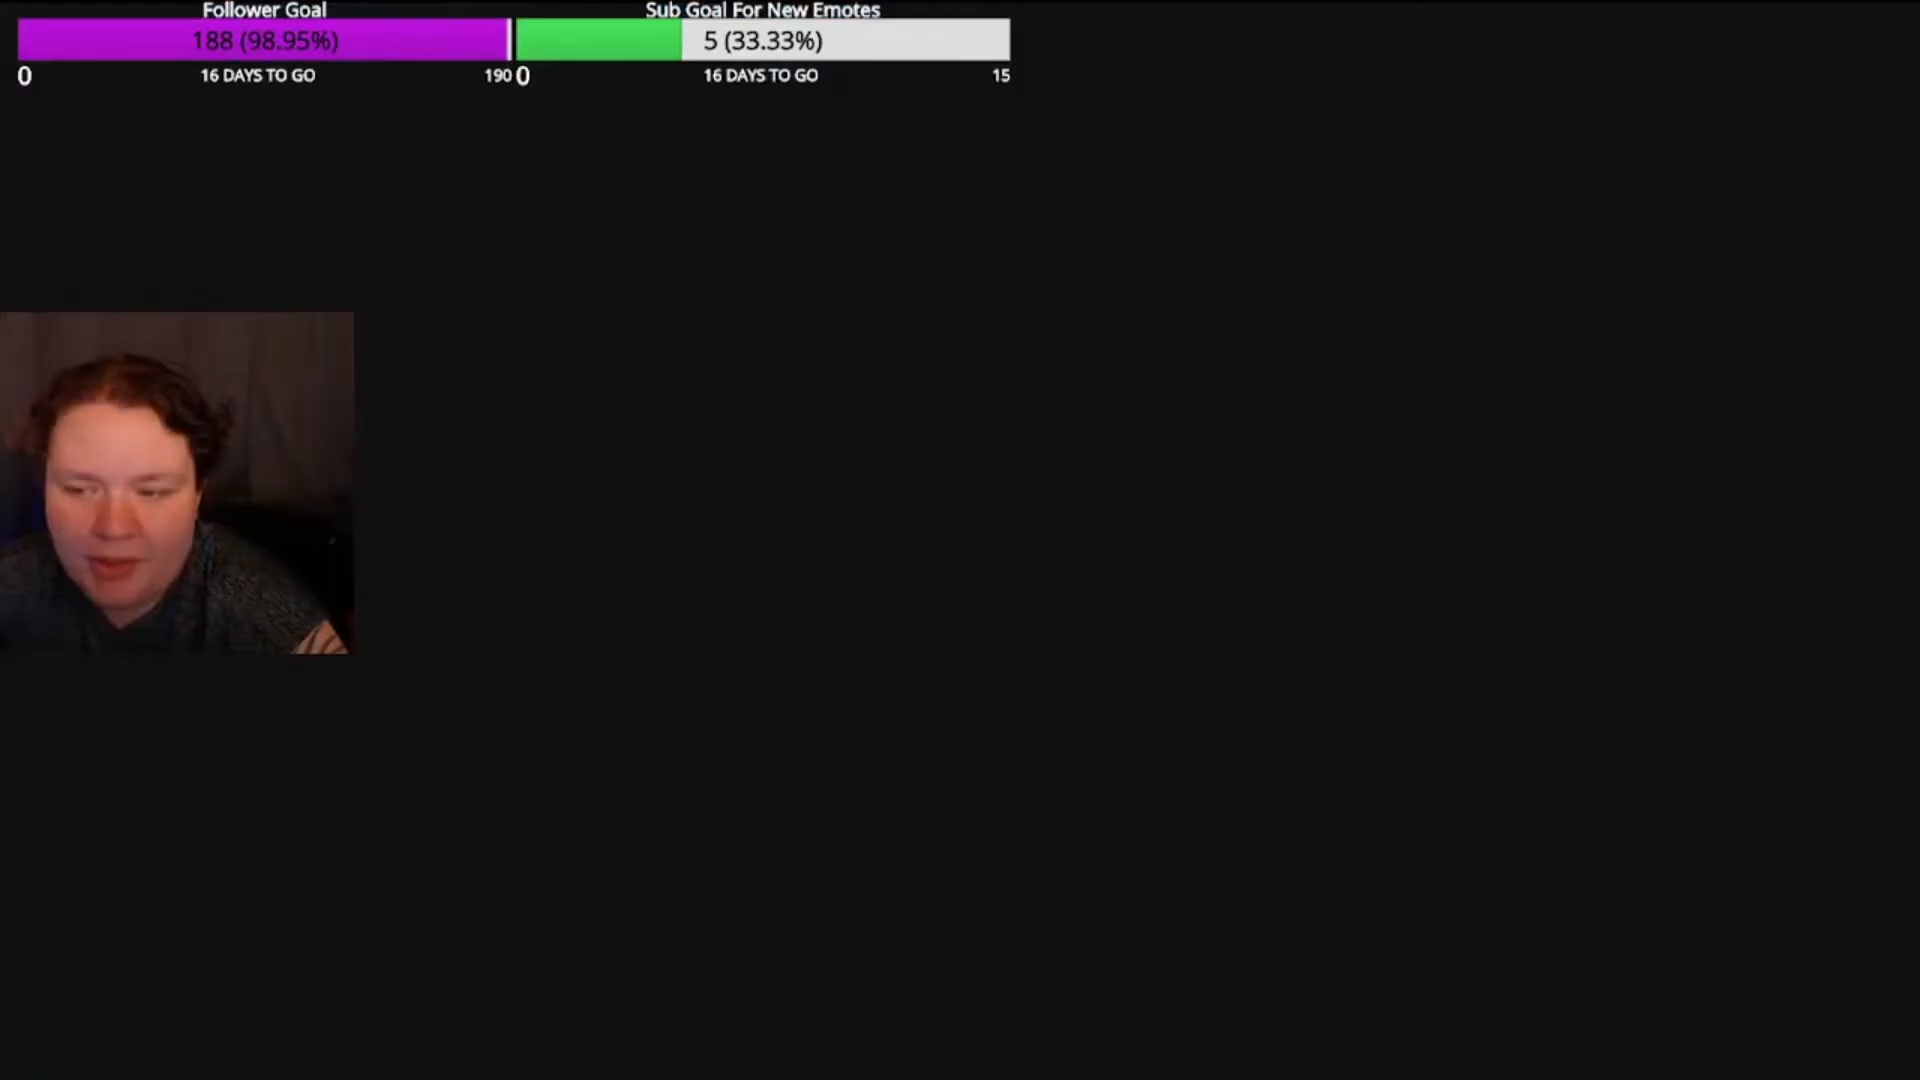 Follower Goal
188 (98.95%)
0 16 DAYS TO GO 190
Sub Goal For New Emotes
5 (33.33%)
0 16 DAYS TO GO 15